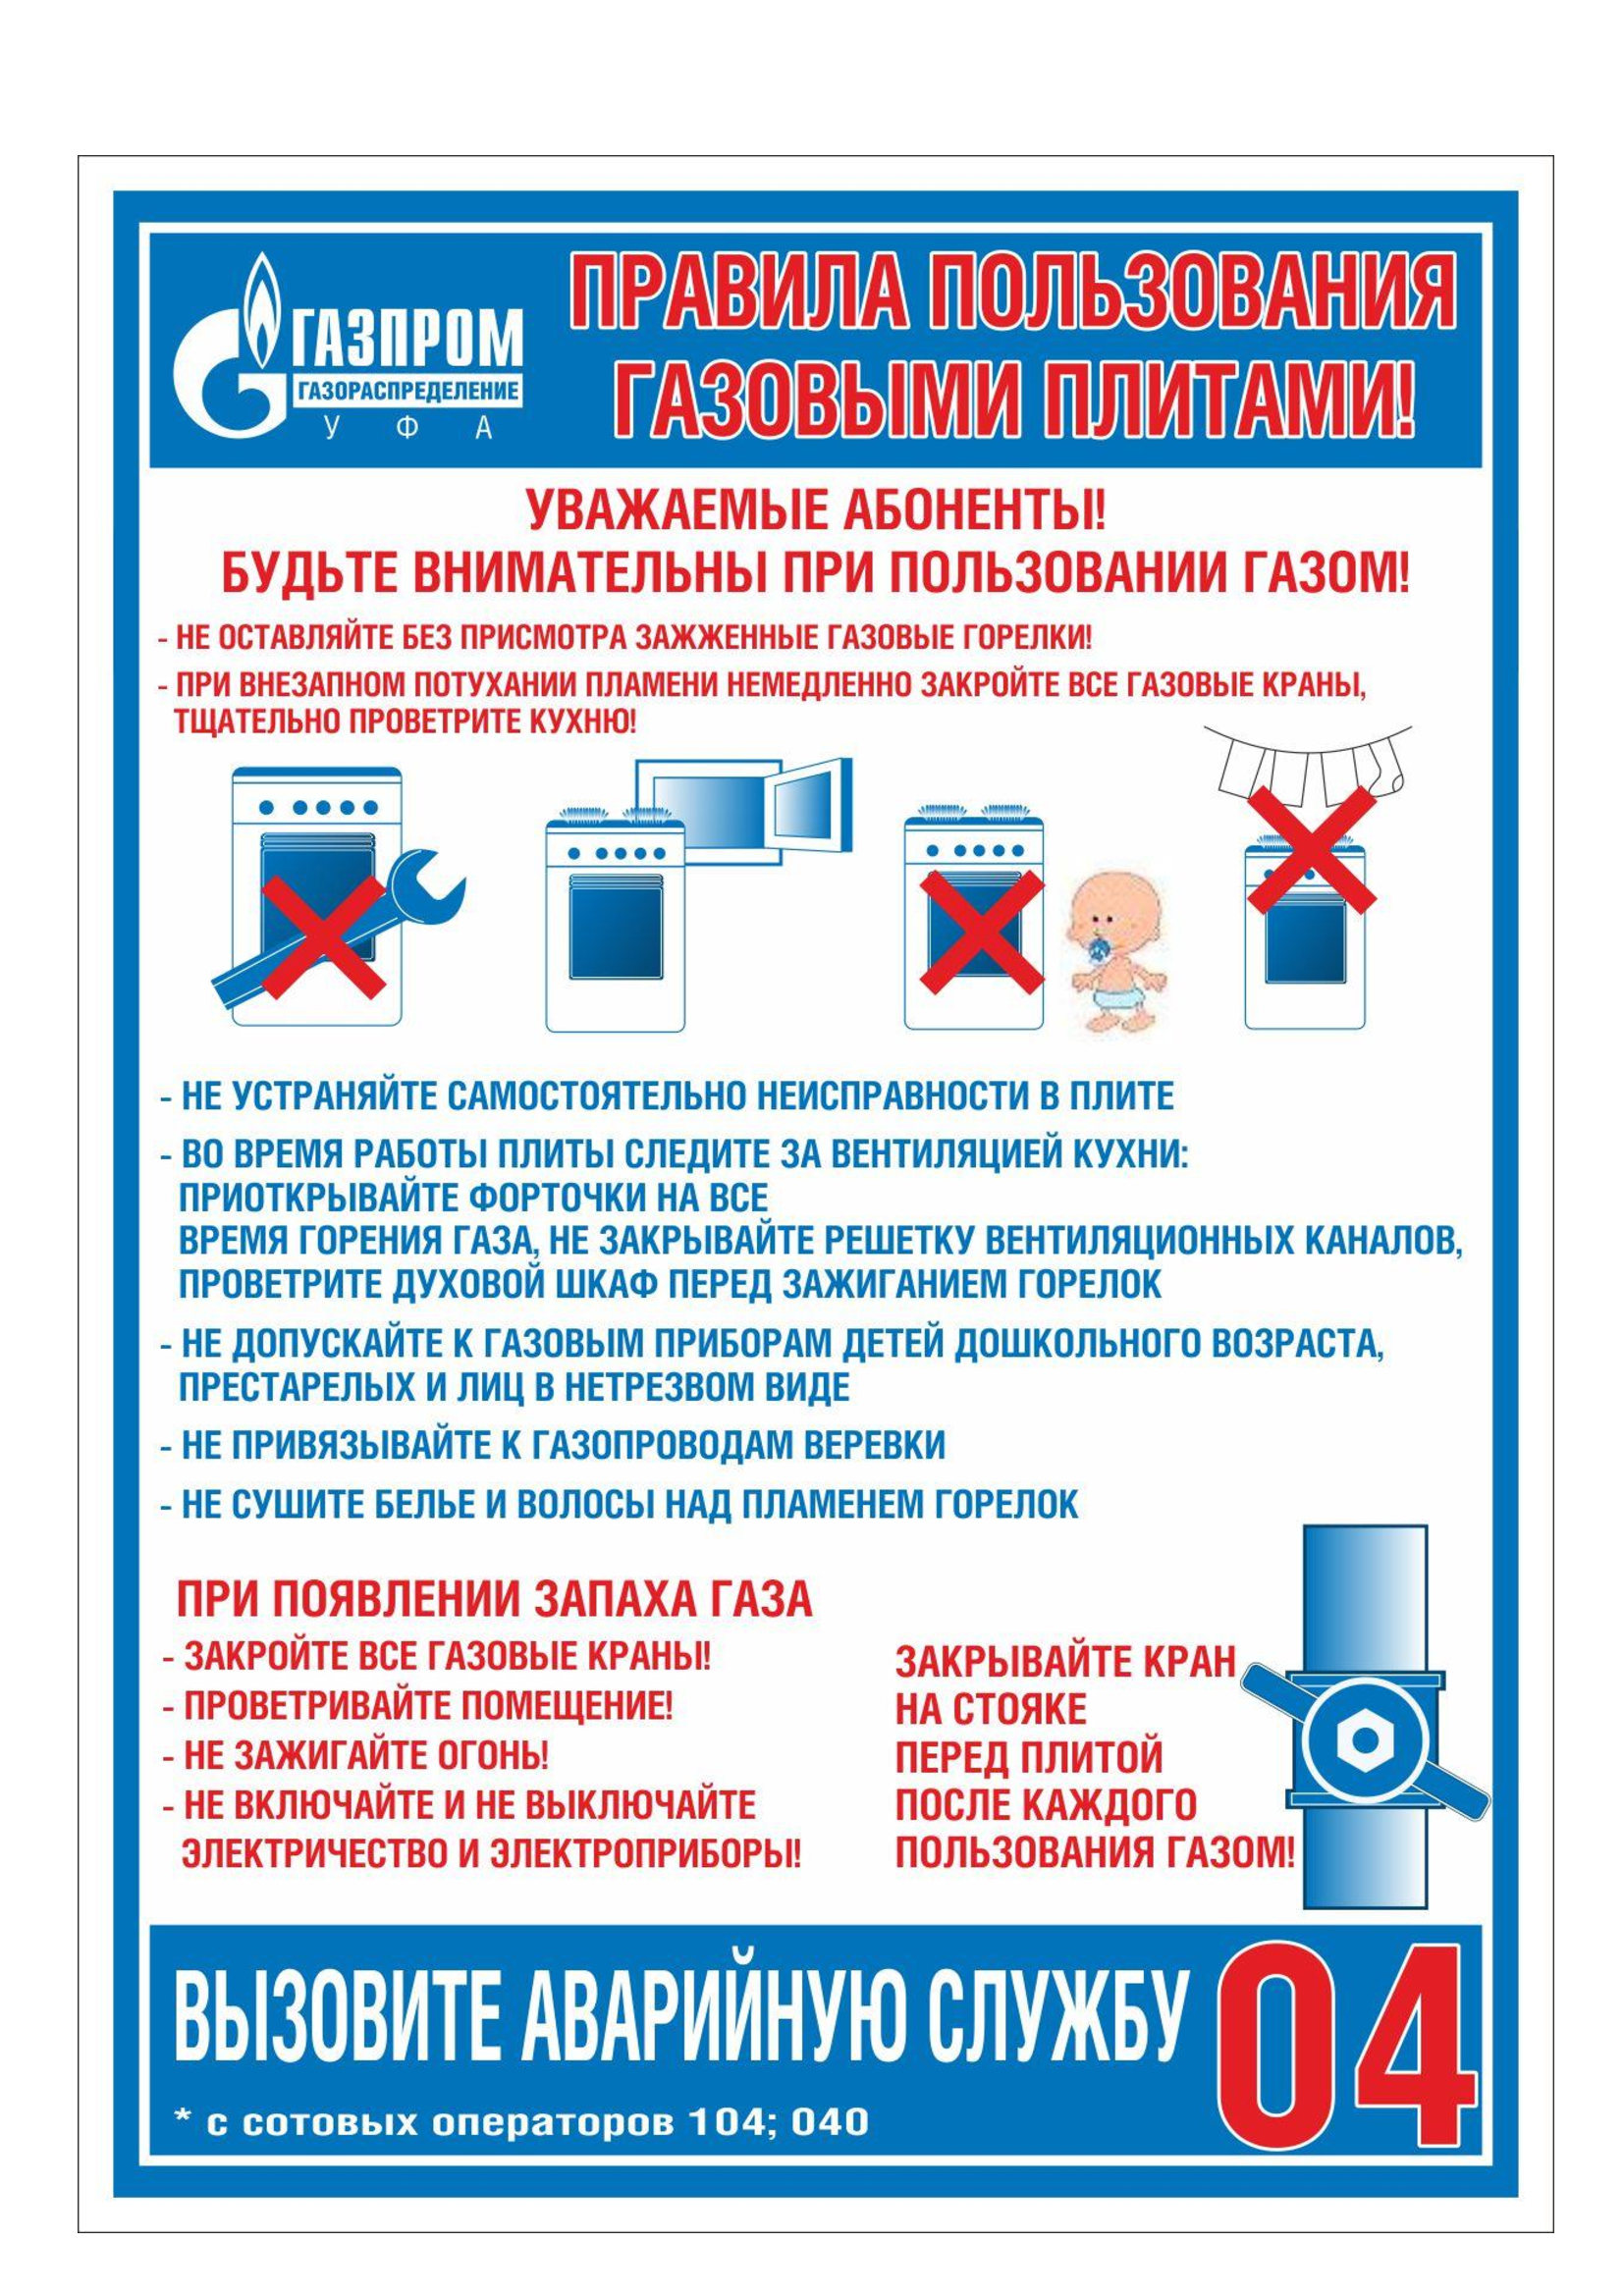 ГАЗПРОМ
ГАЗОРАСПРЕДЕЛЕНИЕ
УФА
ПРАВИЛА ПОЛЬЗОВАНИЯ
ГАЗОВЫМИ ПЛИТАМИ!
УВАЖАЕМЫЕ АБОНЕНТЫ!
БУДЬТЕ ВНИМАТЕЛЬНЫ ПРИ ПОЛЬЗОВАНИИ ГАЗОМ!
- НЕ ОСТАВЛЯЙТЕ БЕЗ ПРИСМОТРА ЗАЖЖЕННЫЕ ГАЗОВЫЕ ГОРЕЛКИ!
- ПРИ ВНЕЗАПНОМ ПОТУХАНИИ ПЛАМЕНИ НЕМЕДЛЕННО ЗАКРОЙТЕ ВСЕ ГАЗОВЫЕ КРАНЫ,
ТЩАТЕЛЬНО ПРОВЕТРИТЕ КУХНЮ!
- НЕ УСТРАНЯЙТЕ САМОСТОЯТЕЛЬНО НЕИСПРАВНОСТИ В ПЛИТЕ
- ВО ВРЕМЯ РАБОТЫ ПЛИТЫ СЛЕДИТЕ ЗА ВЕНТИЛЯЦИЕЙ КУХНИ:
ПРИОТКРЫВАЙТЕ ФОРТОЧКИ НА ВСЕ
ВРЕМЯ ГОРЕНИЯ ГАЗА, НЕ ЗАКРЫВАЙТЕ РЕШЕТКУ ВЕНТИЛЯЦИОННЫХ КАНАЛОВ,
ПРОВЕТРИТЕ ДУХОВОЙ ШКАФ ПЕРЕД ЗАЖИГАНИЕМ ГОРЕЛОК
- НЕ ДОПУСКАЙТЕ К ГАЗОВЫМ ПРИБОРАМ ДЕТЕЙ ДОШКОЛЬНОГО ВОЗРАСТА,
ПРЕСТАРЕЛЫХ И ЛИЦ В НЕТРЕЗВОМ ВИДЕ
- НЕ ПРИВЯЗЫВАЙТЕ К ГАЗОПРОВОДАМ ВЕРЕВКИ
- НЕ СУШИТЕ БЕЛЬЕ И ВОЛОСЫ НАД ПЛАМЕНЕМ ГОРЕЛОК
ПРИ ПОЯВЛЕНИИ ЗАПАХА ГАЗА
- ЗАКРОЙТЕ ВСЕ ГАЗОВЫЕ КРАНЫ!
- ПРОВЕТРИВАЙТЕ ПОМЕЩЕНИЕ!
- НЕ ЗАЖИГАЙТЕ ОГОНЬ!
- НЕ ВКЛЮЧАЙТЕ И НЕ ВЫКЛЮЧАЙТЕ
ЭЛЕКТРИЧЕСТВО И ЭЛЕКТРОПРИБОРЫ!
ЗАКРЫВАЙТЕ КРАН
НА СТОЯКЕ
ПЕРЕД ПЛИТОЙ
ПОСЛЕ КАЖДОГО
ПОЛЬЗОВАНИЯ ГАЗОМ!
ВЫЗОВИТЕ АВАРИЙНУЮ СЛУЖБУ 04
* с сотовых операторов 104; 040